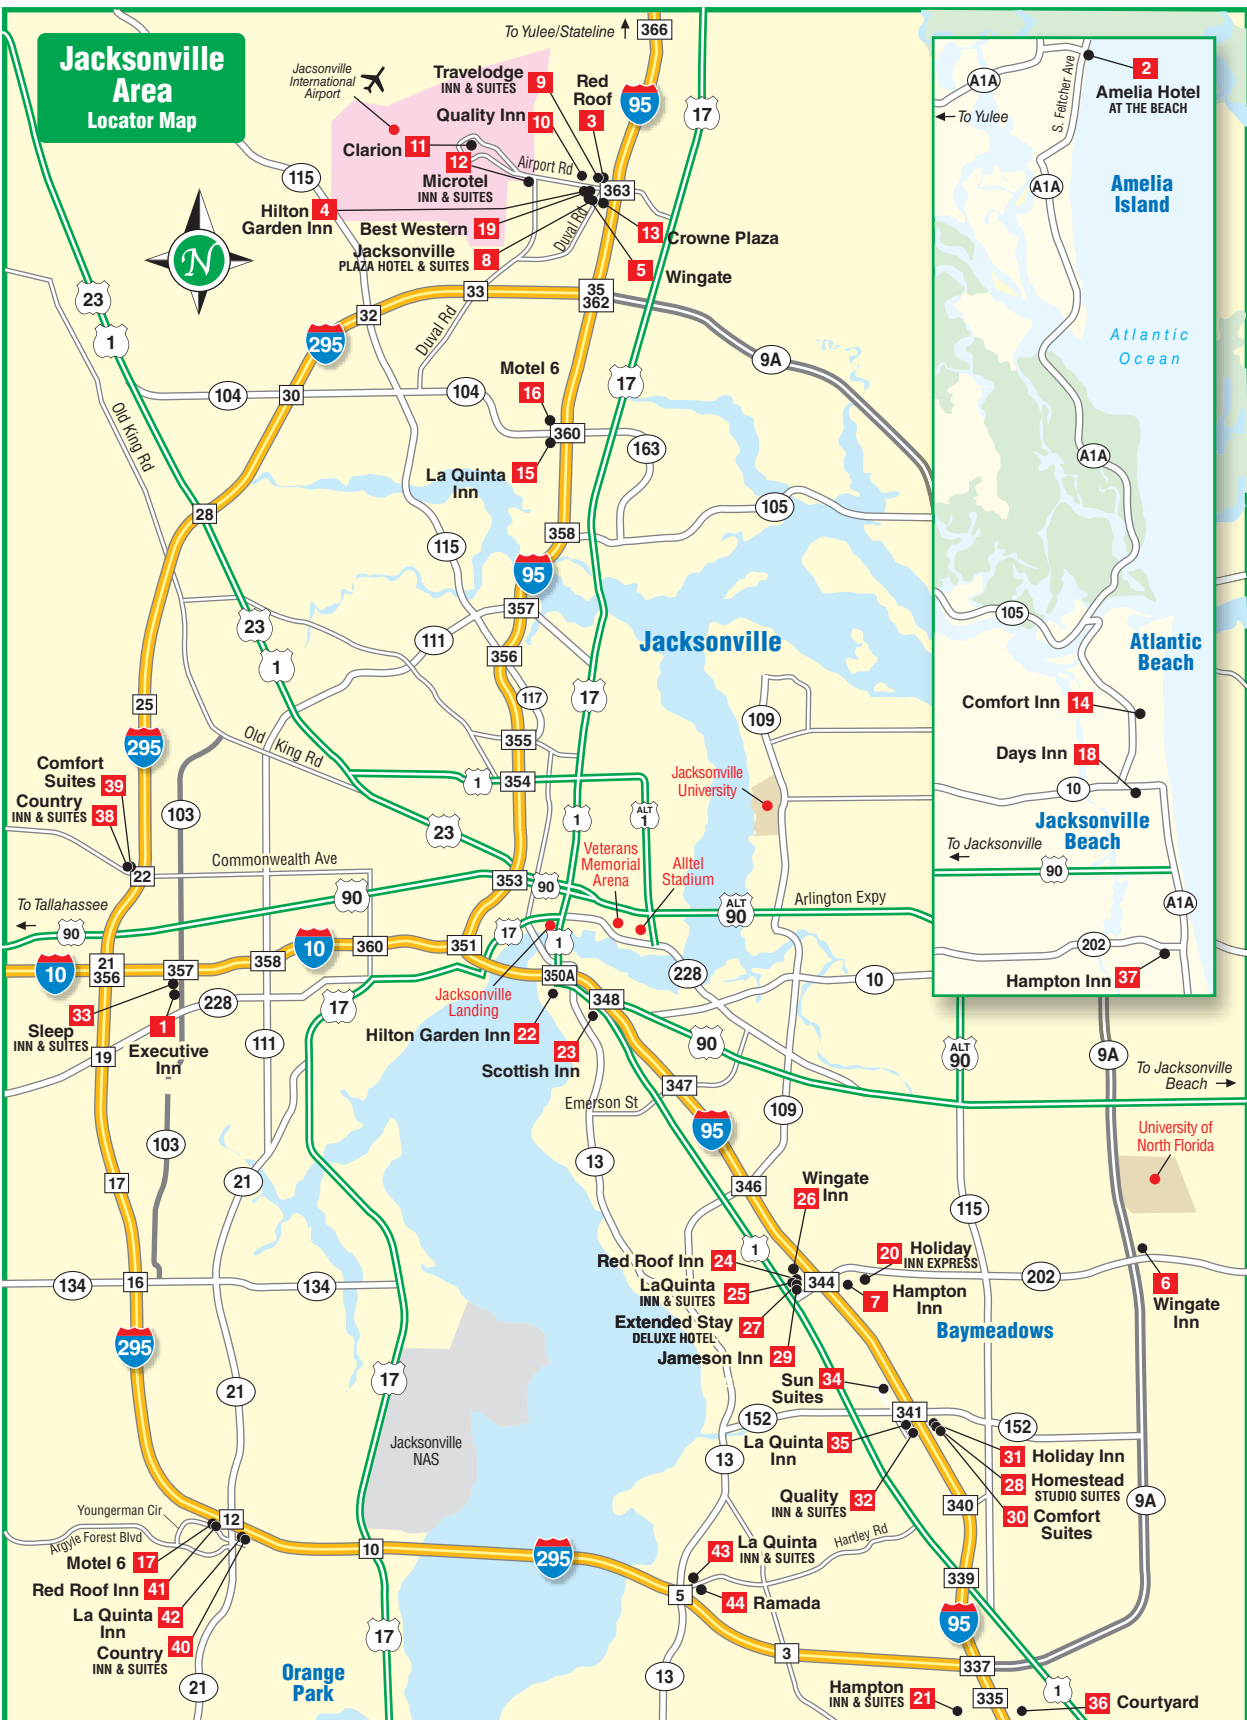 Jacksonville
Area
Locator Map
To Yulee/Stateline
366
95
17
Jacsonville
International
Airport
Travelodge
INN & SUITES
9
Red
Roof
3
Quality Inn
10
Clarion
11
12
Microtel
INN & SUITES
Airport Rd
363
115
Hilton
Garden Inn
4
Best Western
19
Jacksonville
PLAZA HOTEL & SUITES
8
Duval Rd
13
Crowne Plaza
5
Wingate
N
23
1
33
35
362
32
295
Duval Rd
9A
104
30
104
Motel 6
16
17
360
163
La Quinta
Inn
15
Old King Rd
28
105
358
115
95
357
23
1
111
356
Jacksonville
25
117
17
109
295
Old King Rd
355
1
354
Jacksonville
University
Comfort
Suites
39
Country
INN & SUITES
38
103
23
1
ALT
1
Veterans
Memorial
Arena
Alltel
Stadium
22
Commonwealth Ave
353
90
90
ALT
90
Arlington Expy
To Tallahassee
90
17
1
10
21
356
357
358
10
360
351
350A
228
10
33
Sleep
INN & SUITES
1
Executive
Inn
228
17
Jacksonville
Landing
348
Hilton Garden Inn
22
23
Scottish Inn
90
19
111
347
Emerson St
ALT
90
9A
To Jacksonville
Beach
109
95
103
13
University of
North Florida
17
21
346
Wingate
Inn
26
115
1
Red Roof Inn
24
LaQuinta
INN & SUITES
25
344
20
Holiday
INN EXPRESS
202
7
Hampton
Inn
6
Wingate
Inn
134
16
134
Extended Stay
DELUXE HOTEL
27
Jameson Inn
29
Baymeadows
295
17
21
Sun
Suites
34
341
152
152
Jacksonville
NAS
La Quinta
Inn
35
31
Holiday Inn
13
28
Homestead
STUDIO SUITES
Quality
INN & SUITES
32
30
Comfort
Suites
340
9A
Youngerman Cir
Argyle Forest Blvd
12
Hartley Rd
Motel 6
17
10
295
43
La Quinta
INN & SUITES
339
Red Roof Inn
41
5
44
Ramada
La Quinta
Inn
42
95
Country
INN & SUITES
40
17
3
337
Orange
Park
21
13
Hampton
INN & SUITES
21
335
1
36
Courtyard
A1A
2
Amelia Hotel
AT THE BEACH
S. Feltcher Ave
To Yulee
A1A
Amelia
Island
Atlantic
Ocean
A1A
105
Atlantic
Beach
Comfort Inn
14
Days Inn
18
10
Jacksonville
Beach
To Jacksonville
90
A1A
202
Hampton Inn
37